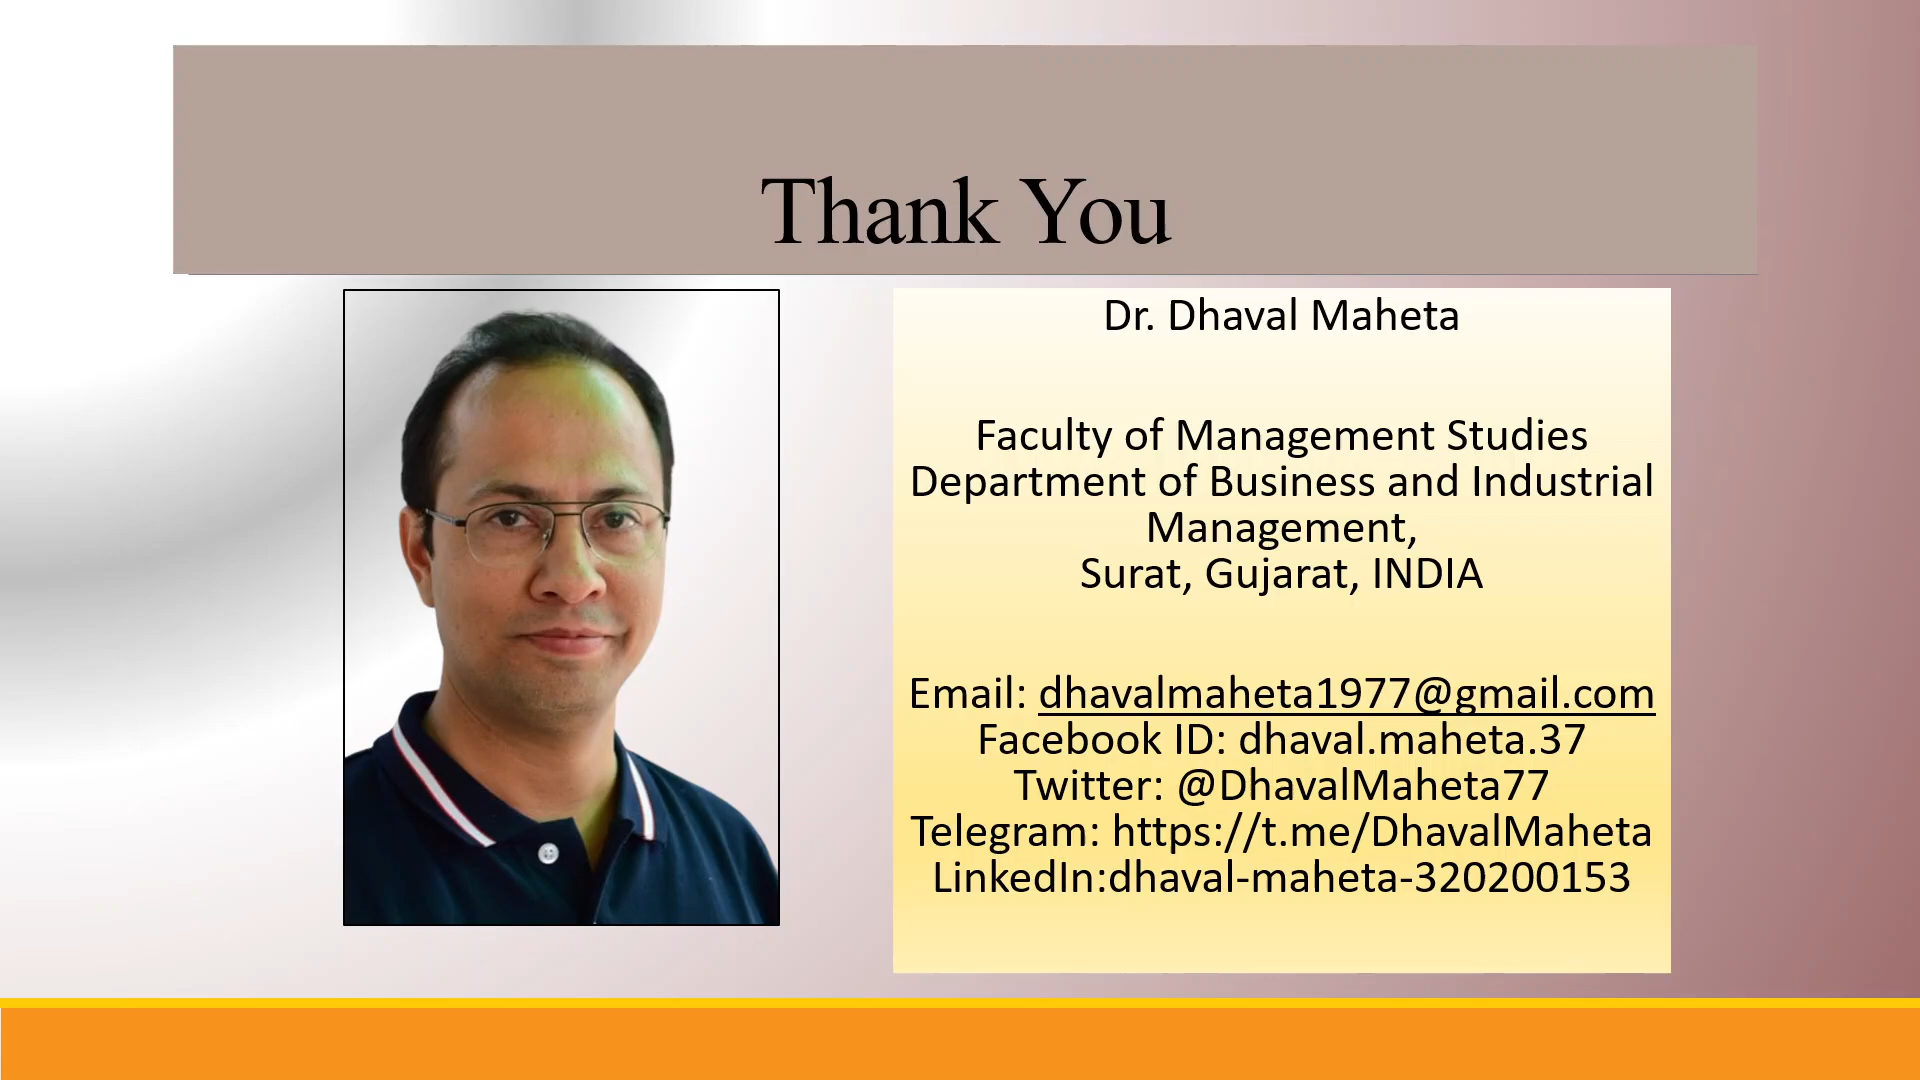 Thank You
Dr. Dhaval Maheta
Faculty of Management Studies
Department of Business and Industrial
Management,
Surat, Gujarat, INDIA
Email: dhavalmaheta1977@gmail.com
Facebook ID: dhaval.maheta.37
Twitter: @DhavalMaheta77
Telegram: https://t.me/DhavalMaheta
LinkedIn:dhaval-maheta-320200153